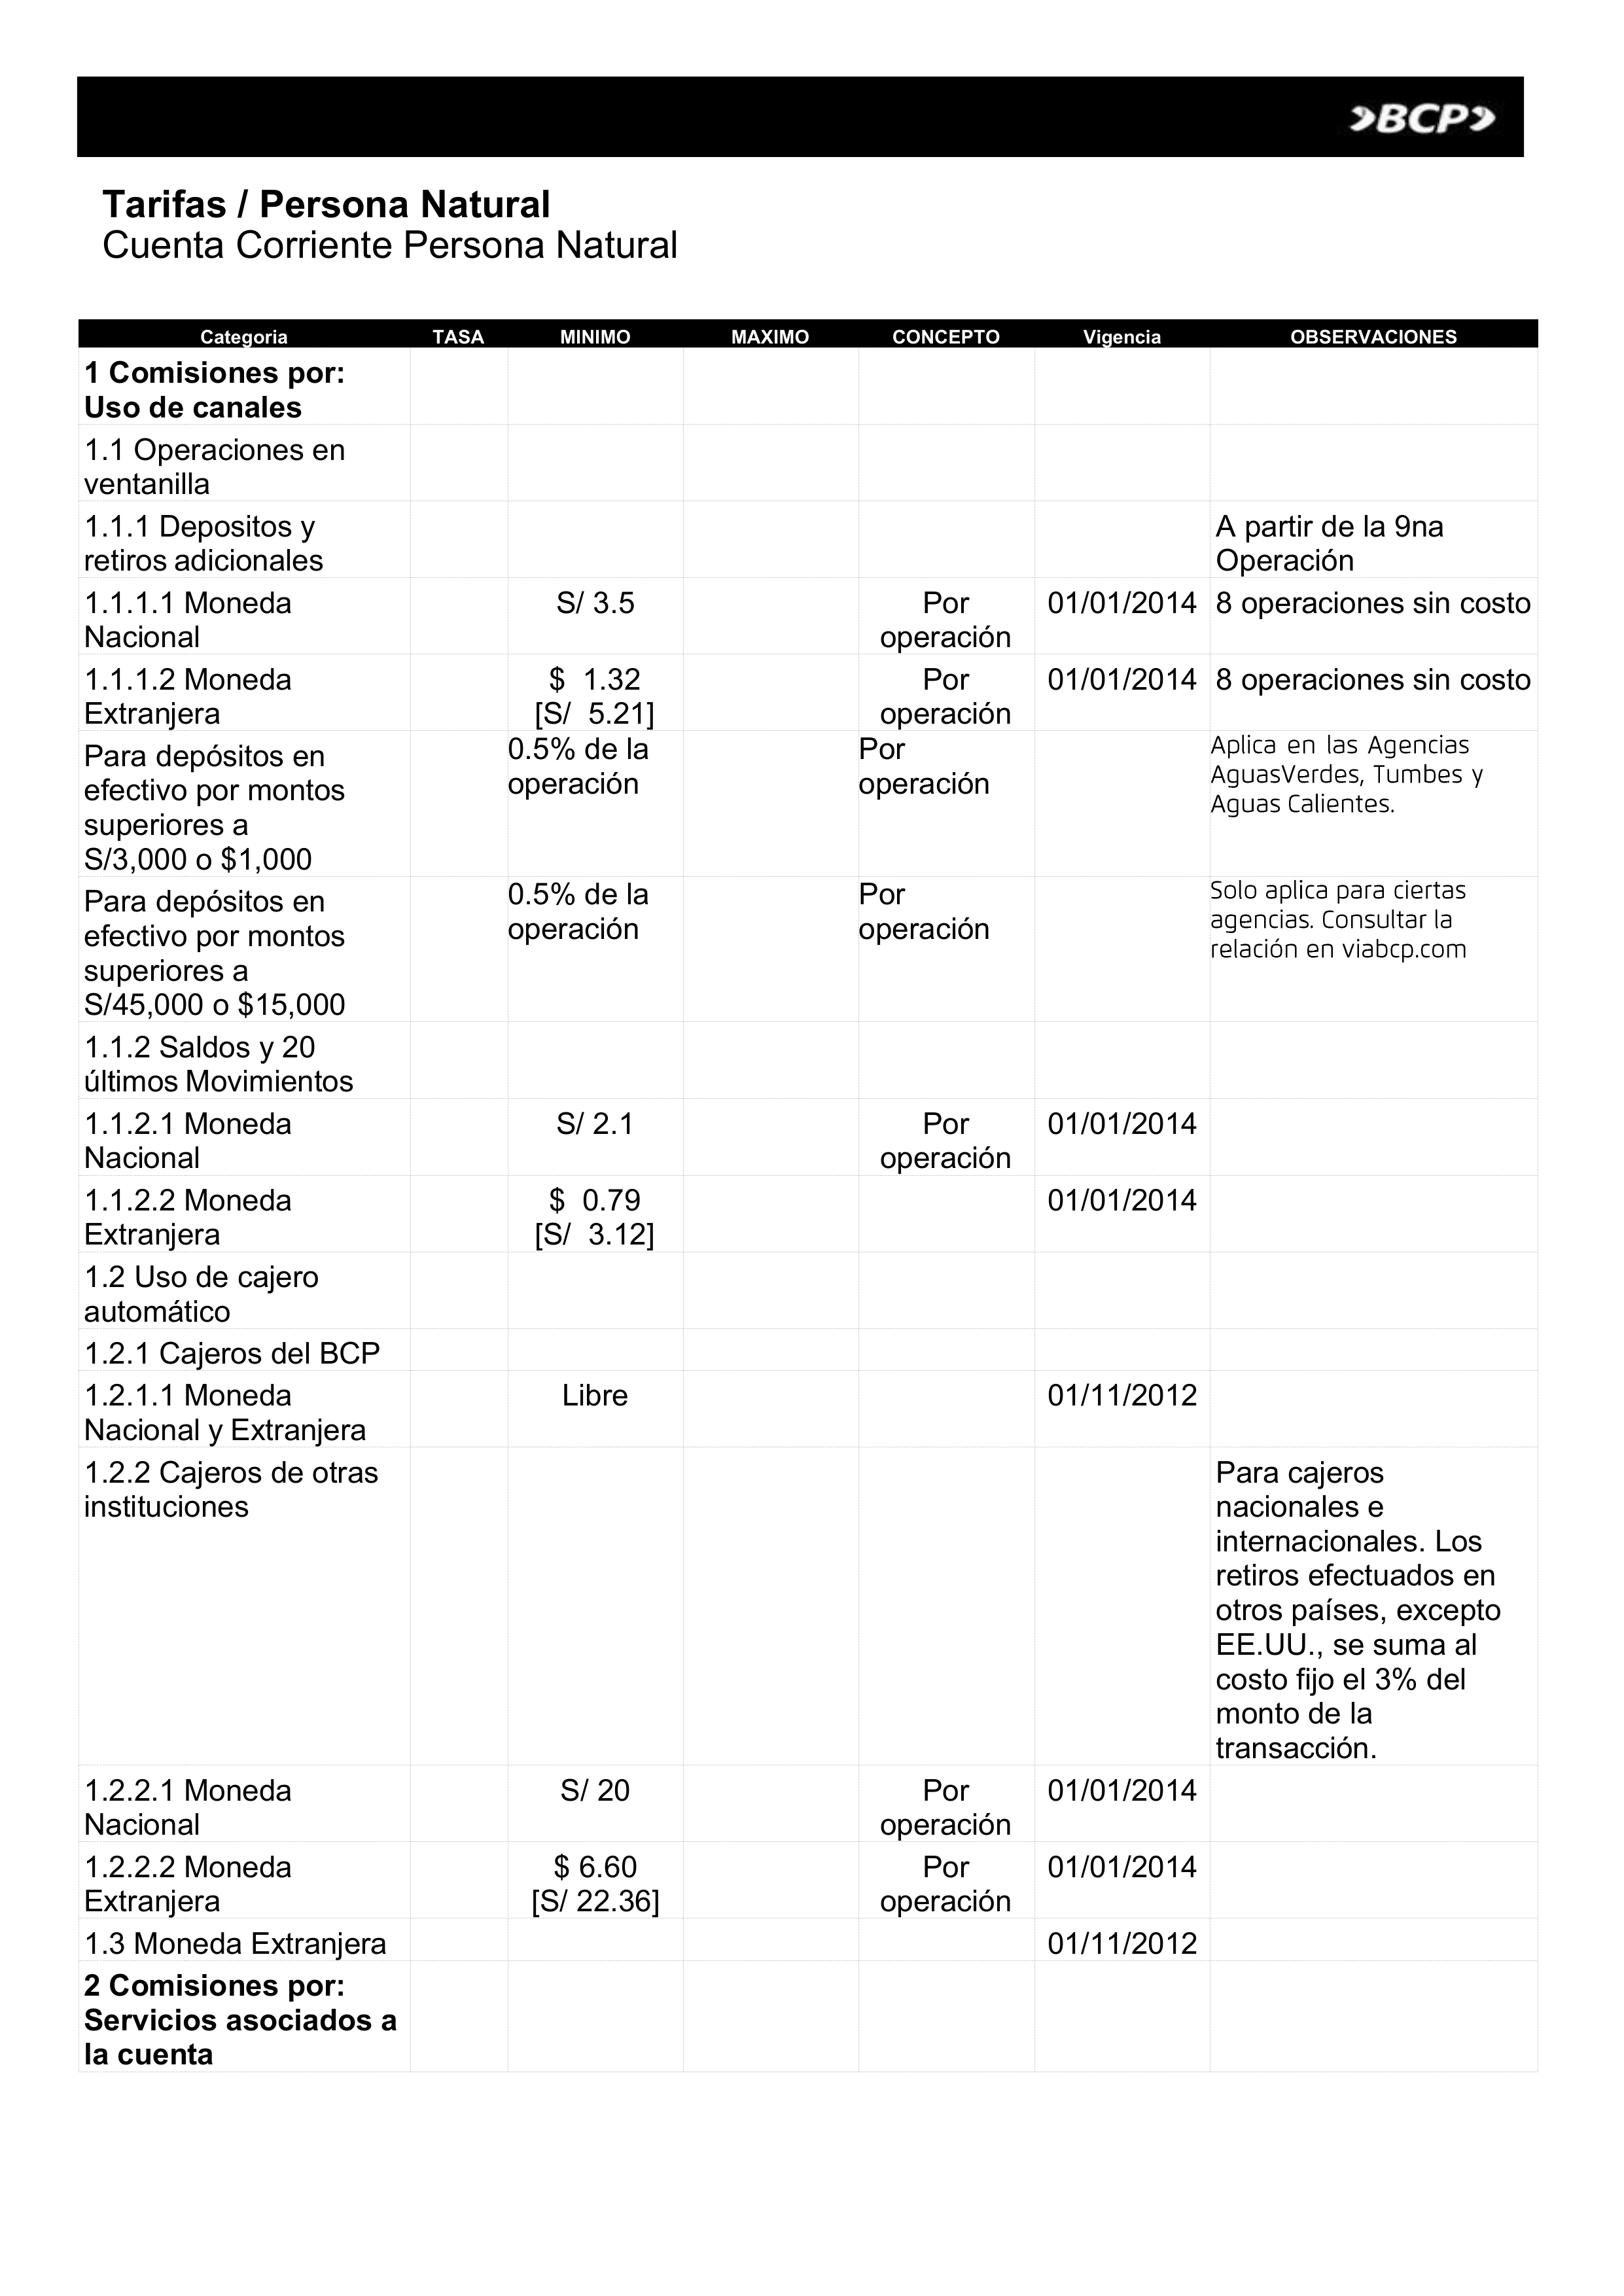 BCP
Tarifas / Persona Natural
Cuenta Corriente Persona Natural
Categoria TASA MINIMO MAXIMO CONCEPTO Vigencia OBSERVACIONES
1 Comisiones por:
Uso de canales
1.1 Operaciones en
ventanilla
1.1.1 Depositos y
retiros adicionales
A partir de la 9na
Operación
1.1.1.1 Moneda
Nacional
S/ 3.5
Por
operación
01/01/2014
8 operaciones sin costo
1.1.1.2 Moneda
Extranjera
$ 1.32
[S/ 5.21]
Por
operación
01/01/2014
8 operaciones sin costo
Para depósitos en
efectivo por montos
superiores a
S/3,000 o $1,000
0.5% de la
operación
Por
operación
Aplica en las Agencias
AguasVerdes, Tumbes y
Aguas Calientes.
Para depósitos en
efectivo por montos
superiores a
S/45,000 o $15,000
0.5% de la
operación
Por
operación
Solo aplica para ciertas
agencias. Consultar la
relación en viabcp.com
1.1.2 Saldos y 20
últimos Movimientos
1.1.2.1 Moneda
Nacional
S/ 2.1
Por
operación
01/01/2014
1.1.2.2 Moneda
Extranjera
$ 0.79
[S/ 3.12]
01/01/2014
1.2 Uso de cajero
automático
1.2.1 Cajeros del BCP
1.2.1.1 Moneda
Nacional y Extranjera
Libre
01/11/2012
1.2.2 Cajeros de otras
instituciones
Para cajeros
nacionales e
internacionales. Los
retiros efectuados en
otros países, excepto
EE.UU., se suma al
costo fijo el 3% del
monto de la
transacción.
1.2.2.1 Moneda
Nacional
S/ 20
Por
operación
01/01/2014
1.2.2.2 Moneda
Extranjera
$ 6.60
[S/ 22.36]
Por
operación
01/01/2014
1.3 Moneda Extranjera
01/11/2012
2 Comisiones por:
Servicios asociados a
la cuenta